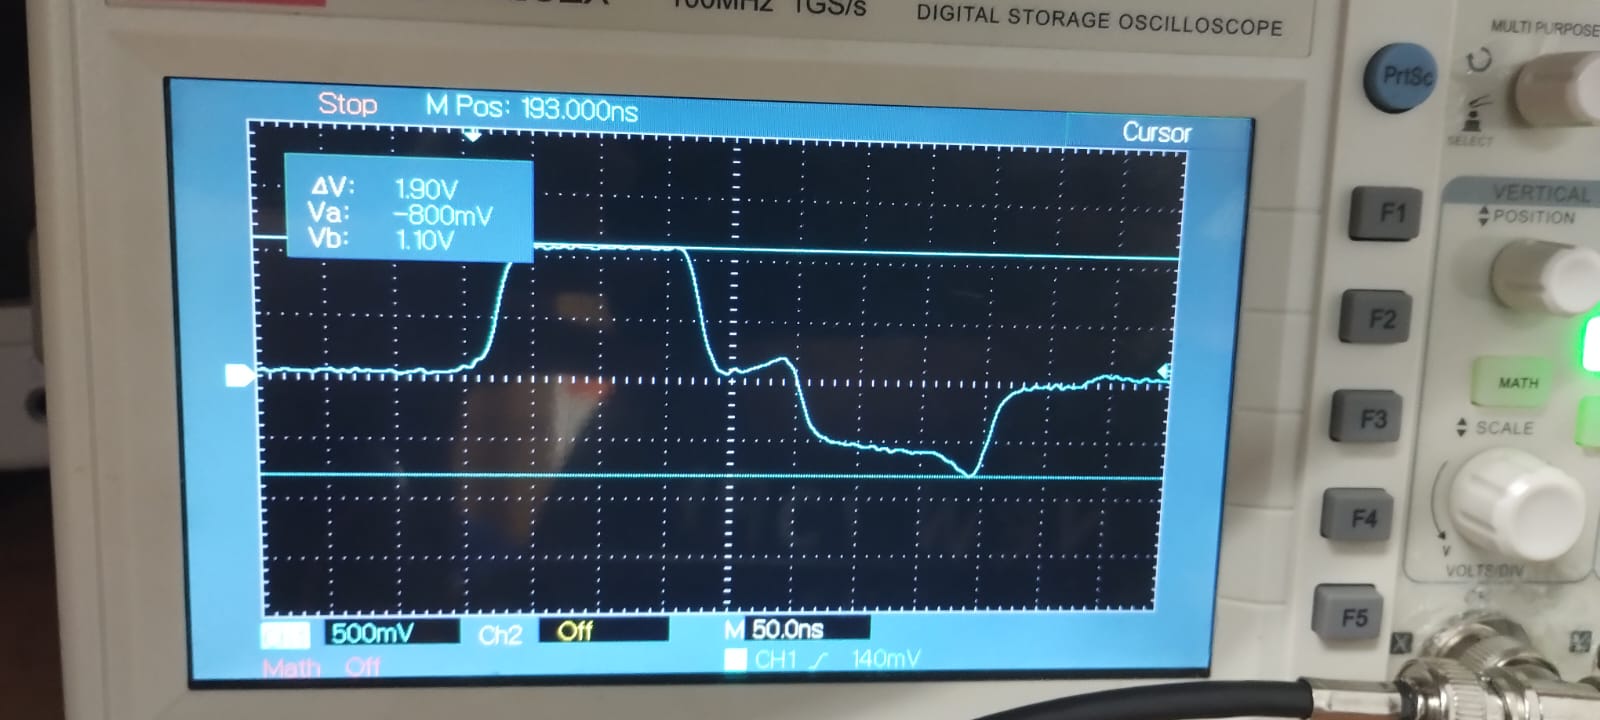 100MHz 1GS/s
DIGITAL STORAGE OSCILLOSCOPE
MULTI PURPOSE
PrtSc
SELECT
Stop M Pos: 193.000ns
Cursor
ΔV: 1.90V
Va: -800mV
Vb: 1.10V
VERTICAL
POSITION
F1
F2
MATH
F3
SCALE
F4
V
VOLTS/DIV
F5
500mV Ch2 Off M 50.0ns
Math Off CH1 140mV
X